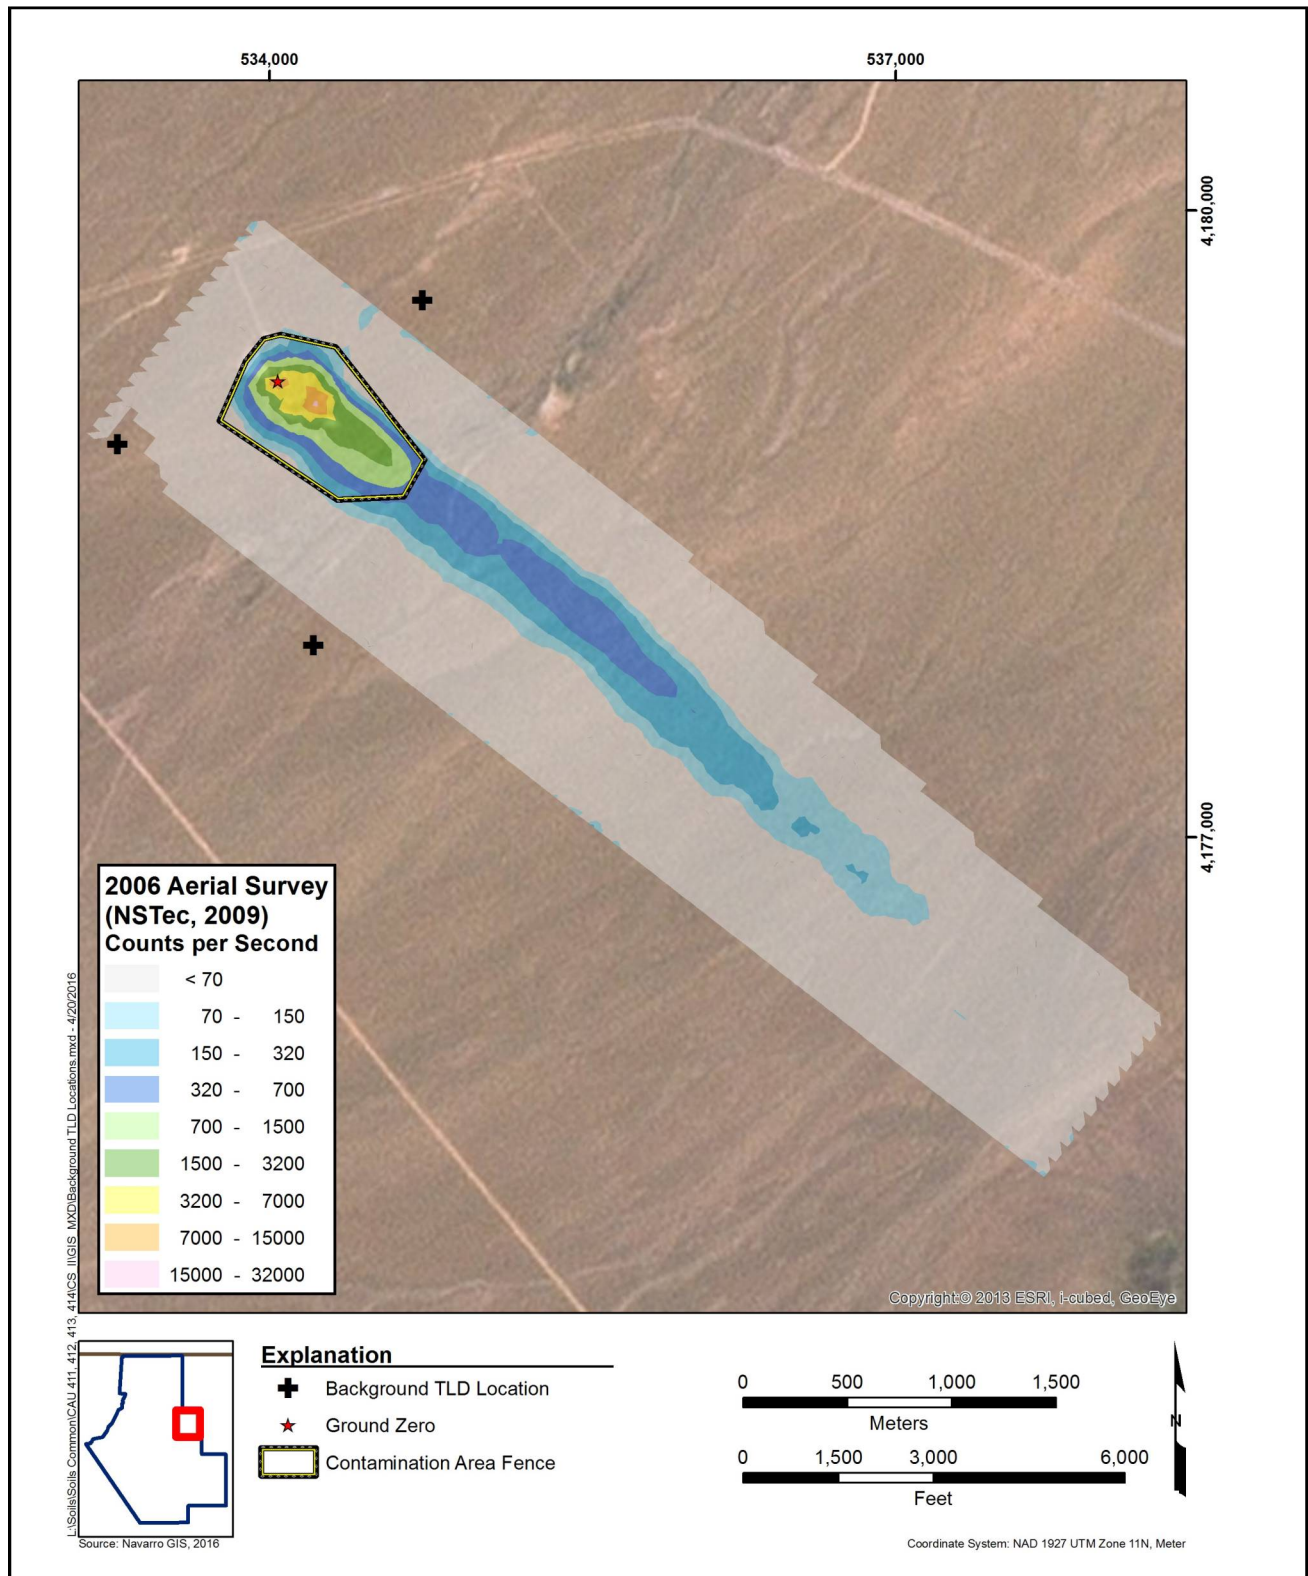 534,000
537,000
4,180,000
4,177,000
2006 Aerial Survey
(NSTec, 2009)
Counts per Second
< 70
70 - 150
150 - 320
320 - 700
700 - 1500
1500 - 3200
3200 - 7000
7000 - 15000
15000 - 32000
Copyright:© 2013 ESRI, i-cubed, GeoEye
L:\Soils\Soils Common\CAU 411, 412, 413, 414\CS II\GIS MXD\Background TLD Locations.mxd - 4/20/2016
Explanation
Background TLD Location
Ground Zero
Contamination Area Fence
0 500 1,000 1,500
Meters
0 1,500 3,000 6,000
Feet
N
Source: Navarro GIS, 2016
Coordinate System: NAD 1927 UTM Zone 11N, Meter